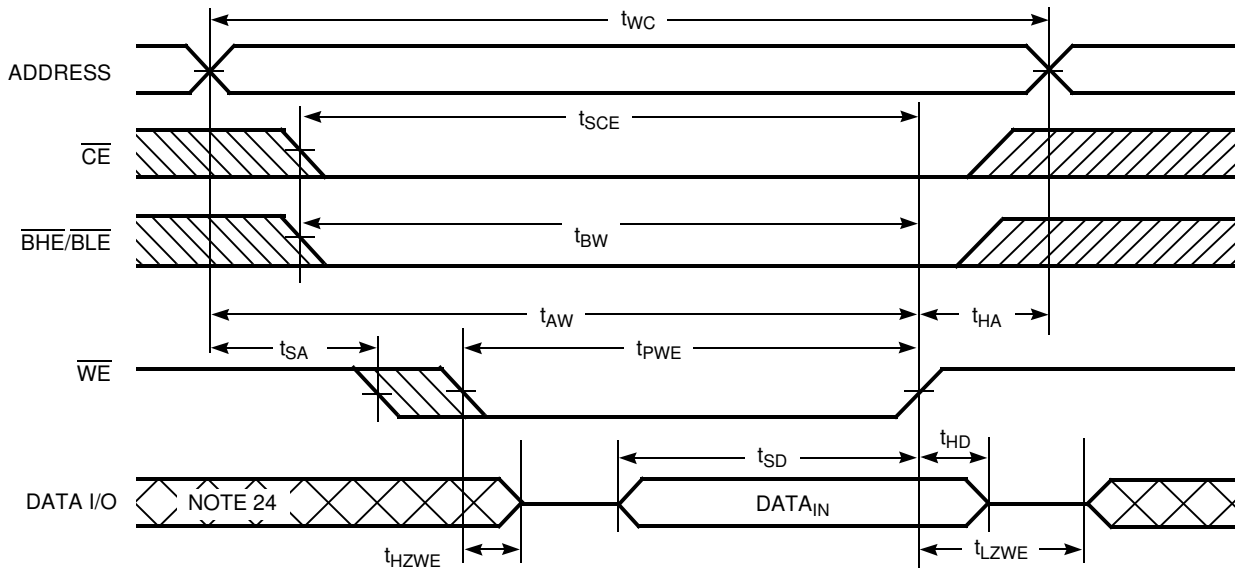 tWC
ADDRESS
tSCE
CE
tBW
BHE/BLE
tAW
tHA
tSA
tPWE
WE
tHD
tSD
DATA I/O
NOTE 24
DATAIN
tHZWE
tLZWE